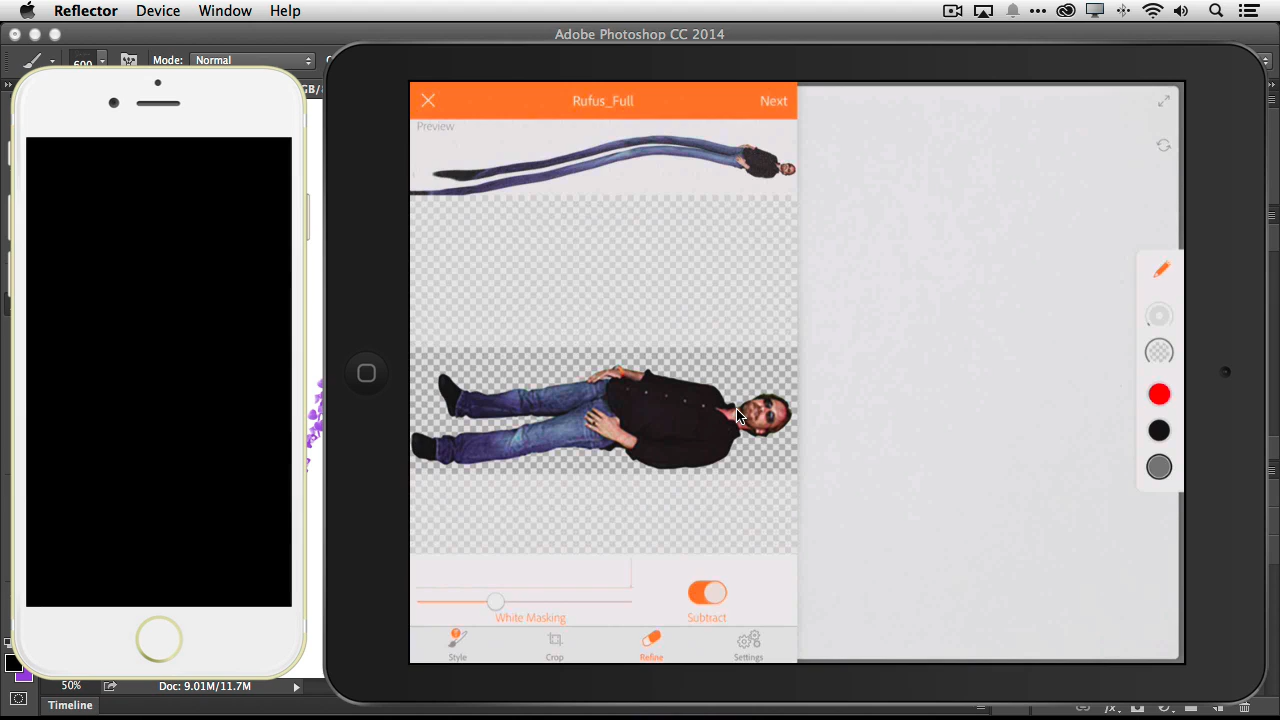 Reflector Device Window Help
Adobe Photoshop CC 2014
600 Mode: Normal
Rufus_Full Next
Preview
White Masking Subtract
Style Crop Refine Settings
50% Doc: 9.01M/11.7M
Timeline